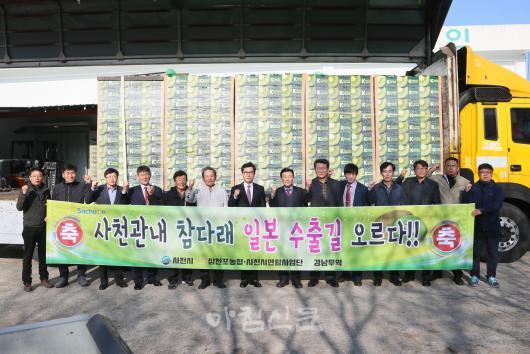 Sacheon
축 사천관내 참다래 일본 수출길 오르다!! 축
사천시 삼천포농협·사천시연합사업단 경남무역
아침신문